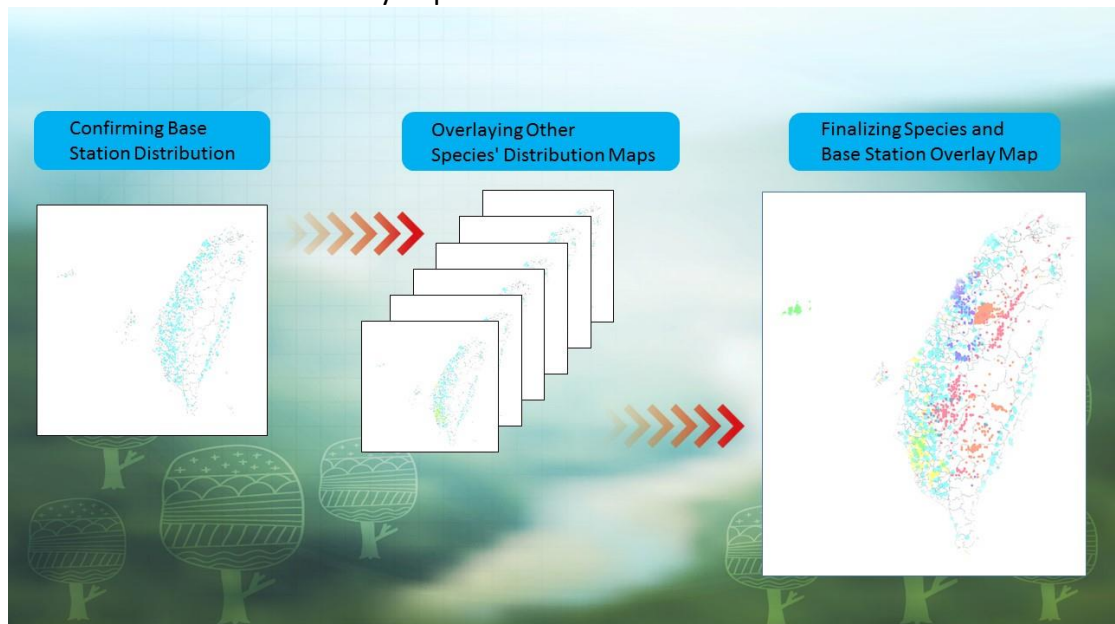 Confirming Base
Station Distribution
Overlaying Other
Species' Distribution Maps
Finalizing Species and
Base Station Overlay Map